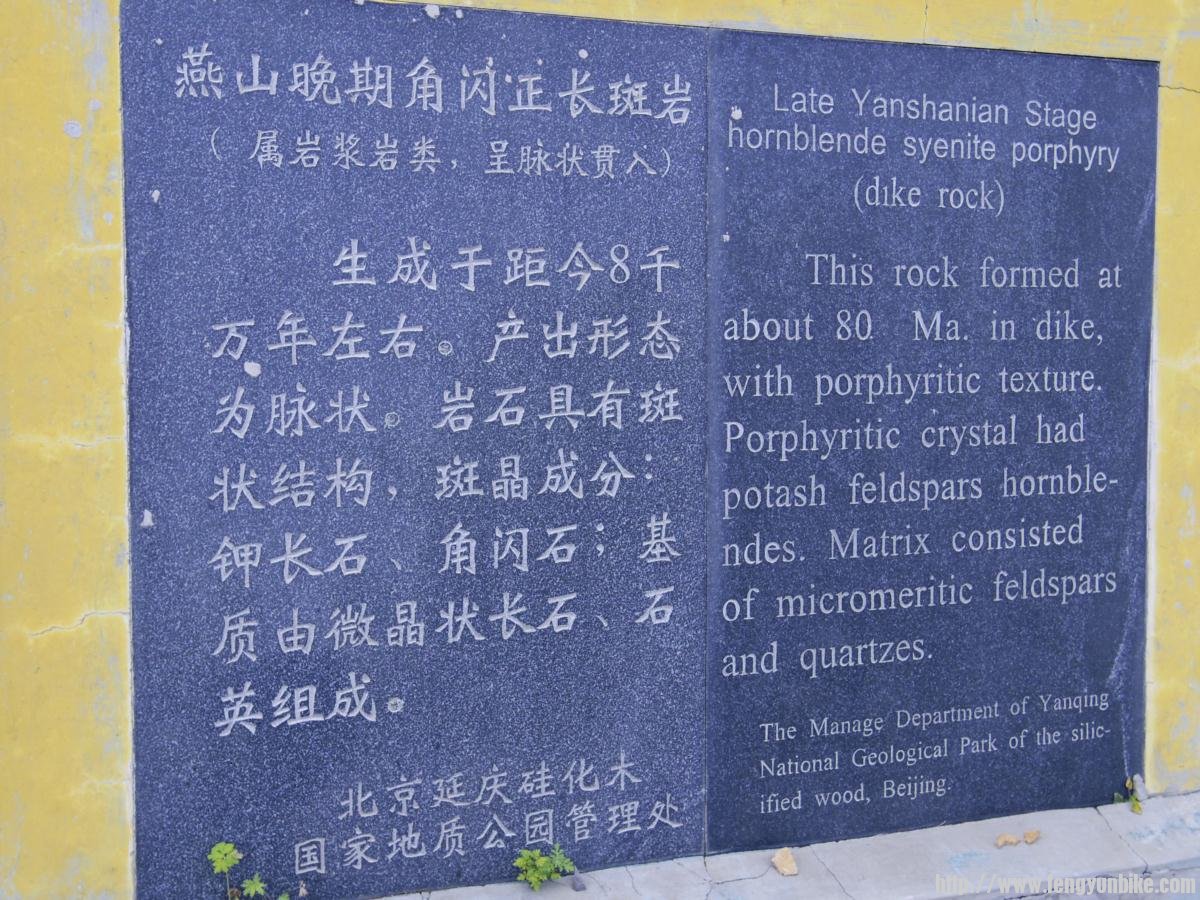 燕山晚期角闪正长斑岩
（属岩浆岩类，呈脉状贯入）
生成于距今8千
万年左右。产出形态
为脉状。岩石具有斑
状结构，斑晶成分：
钾长石、角闪石；基
质由微晶状长石、石
英组成。
北京延庆硅化木
国家地质公园管理处
Late Yanshanian Stage
hornblende syenite porphyry
(dike rock)
This rock formed at
about 80 Ma. in dike,
with porphyritic texture.
Porphyritic crystal had
potash feldspars hornble-
ndes. Matrix consisted
of micromeritic feldspars
and quartzes.
The Manage Department of Yanqing
National Geological Park of the silic-
ified wood, Beijing.
http://www.fengyunbike.com